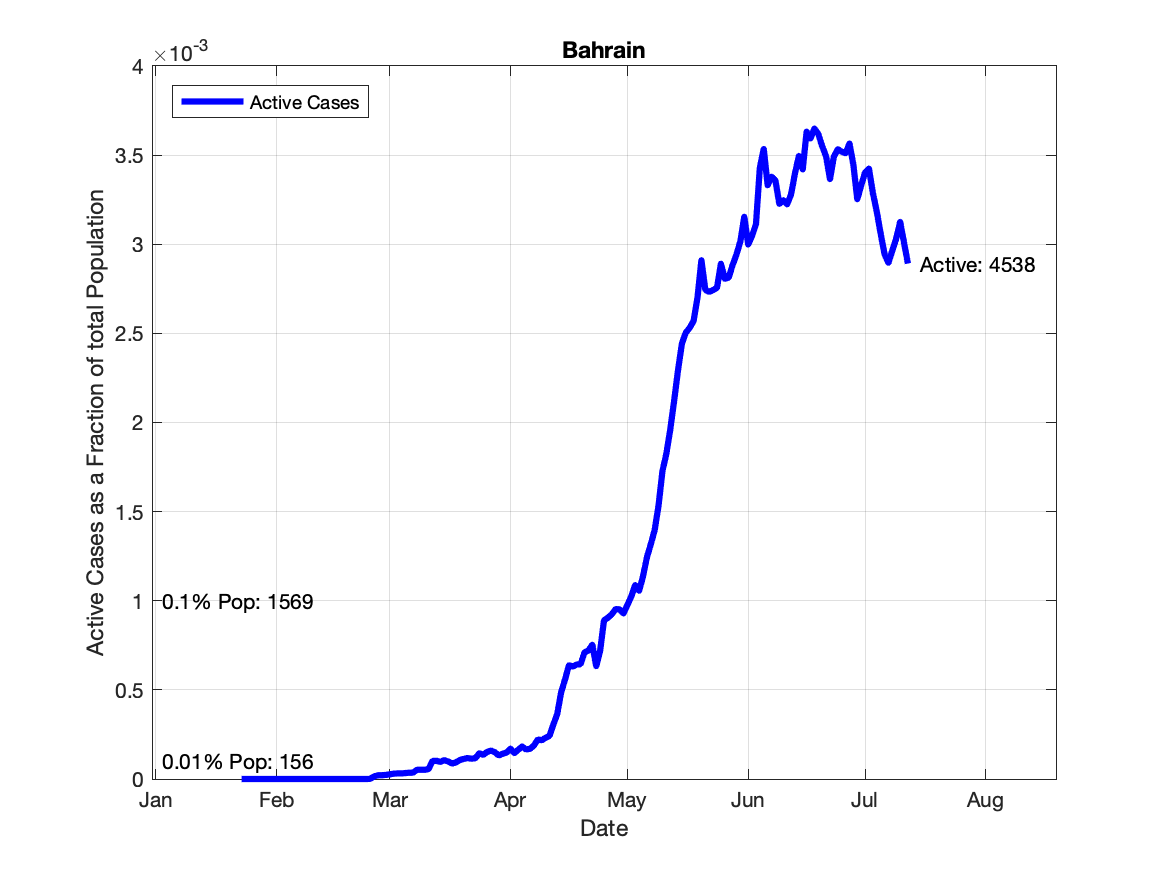 Bahrain
×10-3
Active Cases
4
3.5
3
2.5
2
1.5
1
0.5
0
Active Cases as a Fraction of total Population
0.1% Pop: 1569
0.01% Pop: 156
Active: 4538
Jan Feb Mar Apr May Jun Jul Aug
Date